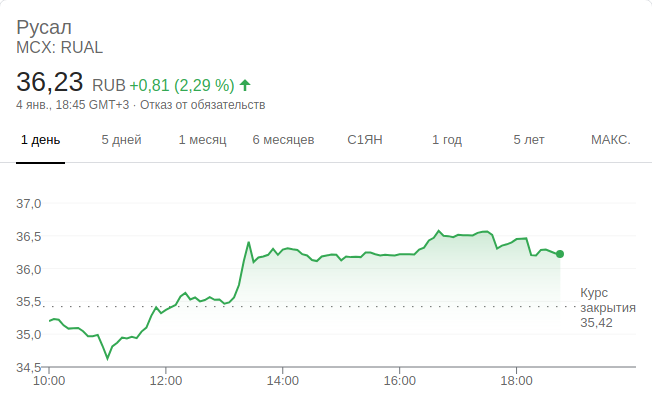 Русал
MCX: RUAL
36,23 RUB +0,81 (2,29 %)
4 янв., 18:45 GMT+3 · Отказ от обязательств
1 день 5 дней 1 месяц 6 месяцев С1ЯН 1 год 5 лет МАКС.
37,0
36,5
36,0
35,5
35,0
34,5
Курс
закрытия
35,42
10:00 12:00 14:00 16:00 18:00